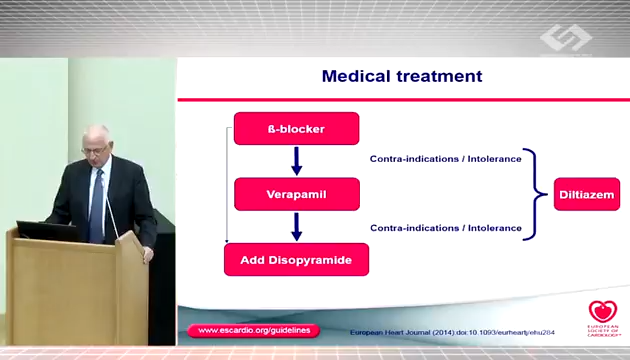 Medical treatment
ß-blocker
Contra-indications / Intolerance
Verapamil
Diltiazem
Contra-indications / Intolerance
Add Disopyramide
www.escardio.org/guidelines
European Heart Journal (2014).doi:10.1093/eurheartj/ehu284
EUROPEAN
SOCIETY OF
CARDIOLOGY